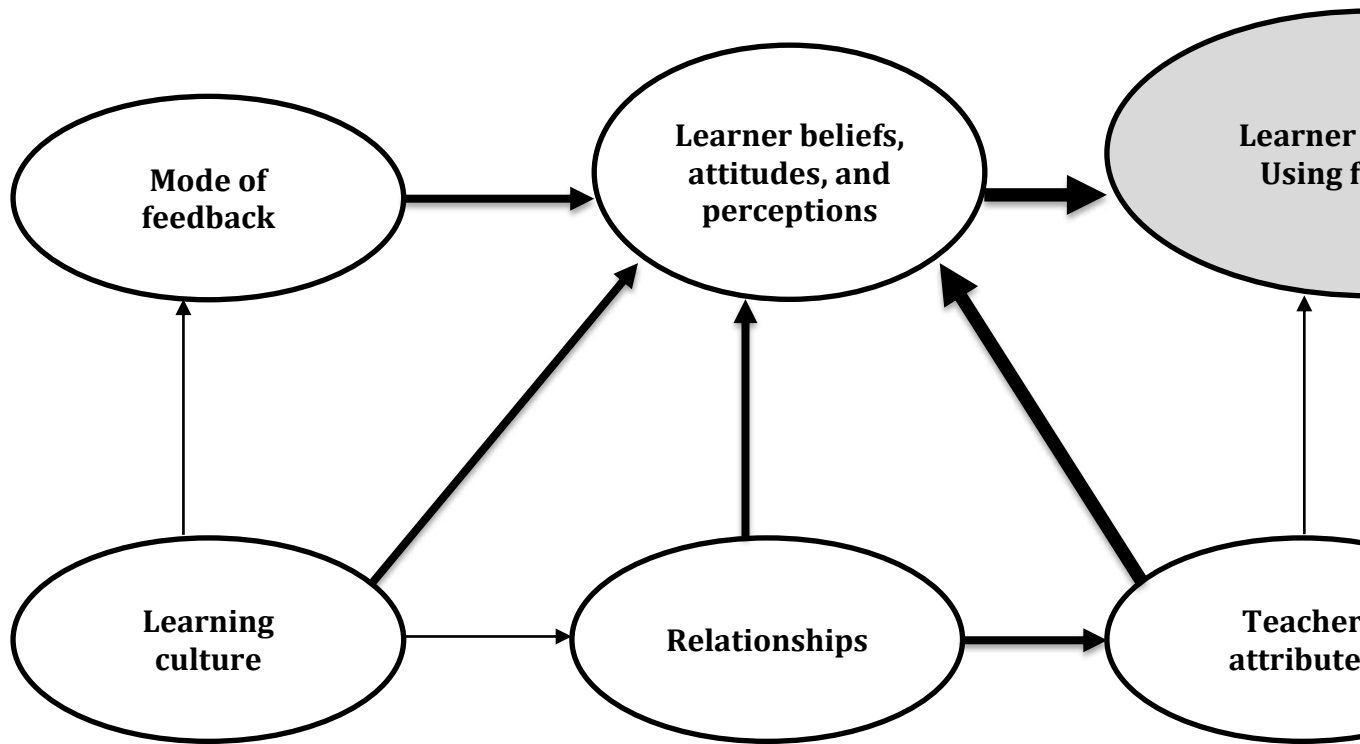 Mode of
feedback
Learner beliefs,
attitudes, and
perceptions
Learner
Using f
Learning
culture
Relationships
Teacher
attribute